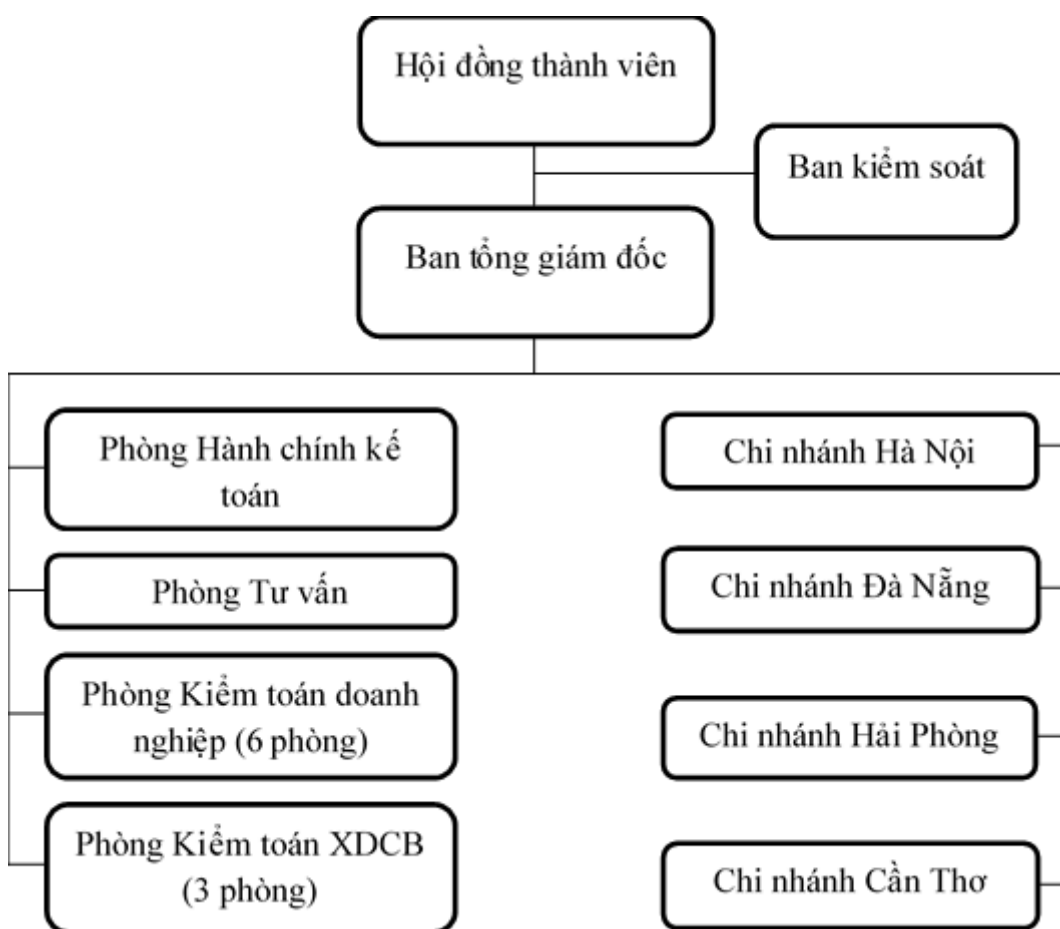 Hội đồng thành viên
Ban kiểm soát
Ban tổng giám đốc
Phòng Hành chính kế
toán
Phòng Tư vấn
Phòng Kiểm toán doanh
nghiệp (6 phòng)
Phòng Kiểm toán XDCB
(3 phòng)
Chi nhánh Hà Nội
Chi nhánh Đà Nẵng
Chi nhánh Hải Phòng
Chi nhánh Cần Thơ